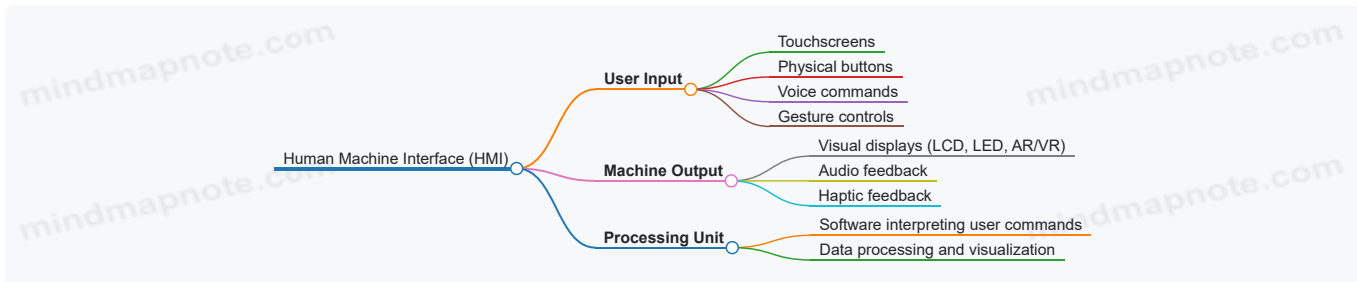 mindmapnote.com
mindmapnote.com
Human Machine Interface (HMI)
User Input
Touchscreens
Physical buttons
Voice commands
Gesture controls
Machine Output
Visual displays (LCD, LED, AR/VR)
Audio feedback
Haptic feedback
Processing Unit
Software interpreting user commands
Data processing and visualization
mindmapnote.com
mindmapnote.com